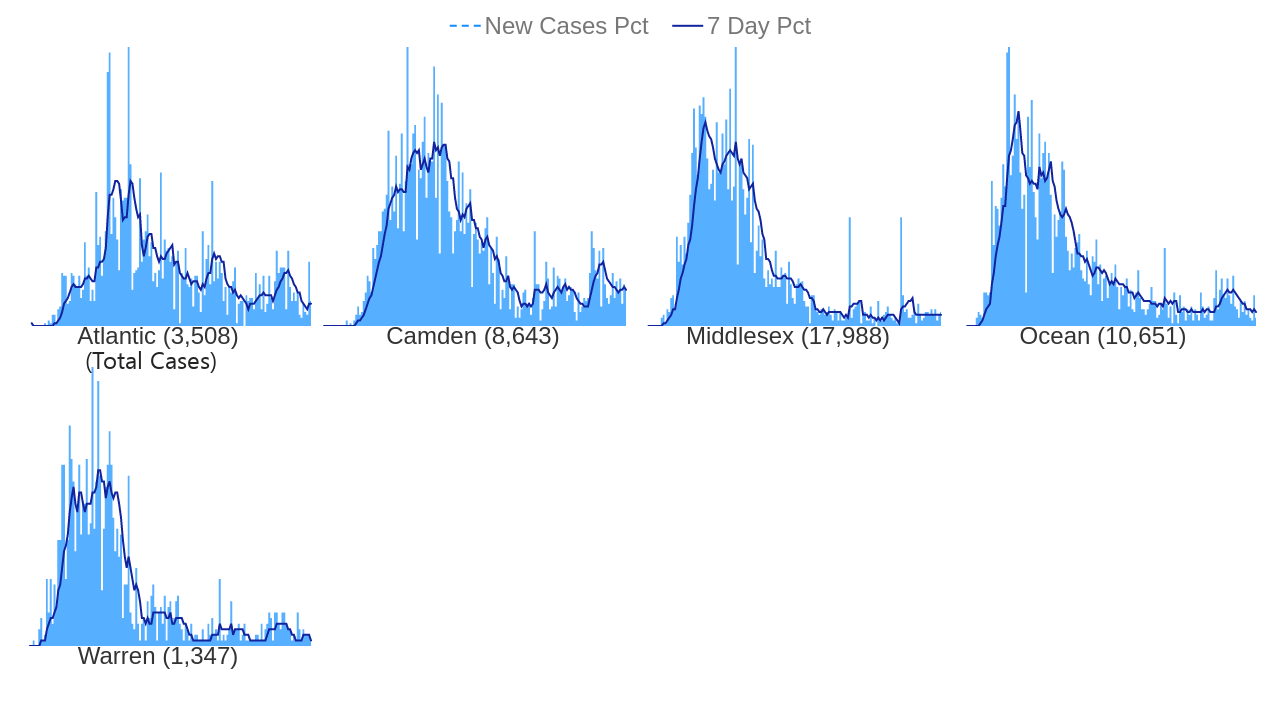 New Cases Pct 7 Day Pct
Atlantic (3,508) Camden (8,643) Middlesex (17,988) Ocean (10,651)
(Total Cases)
Warren (1,347)